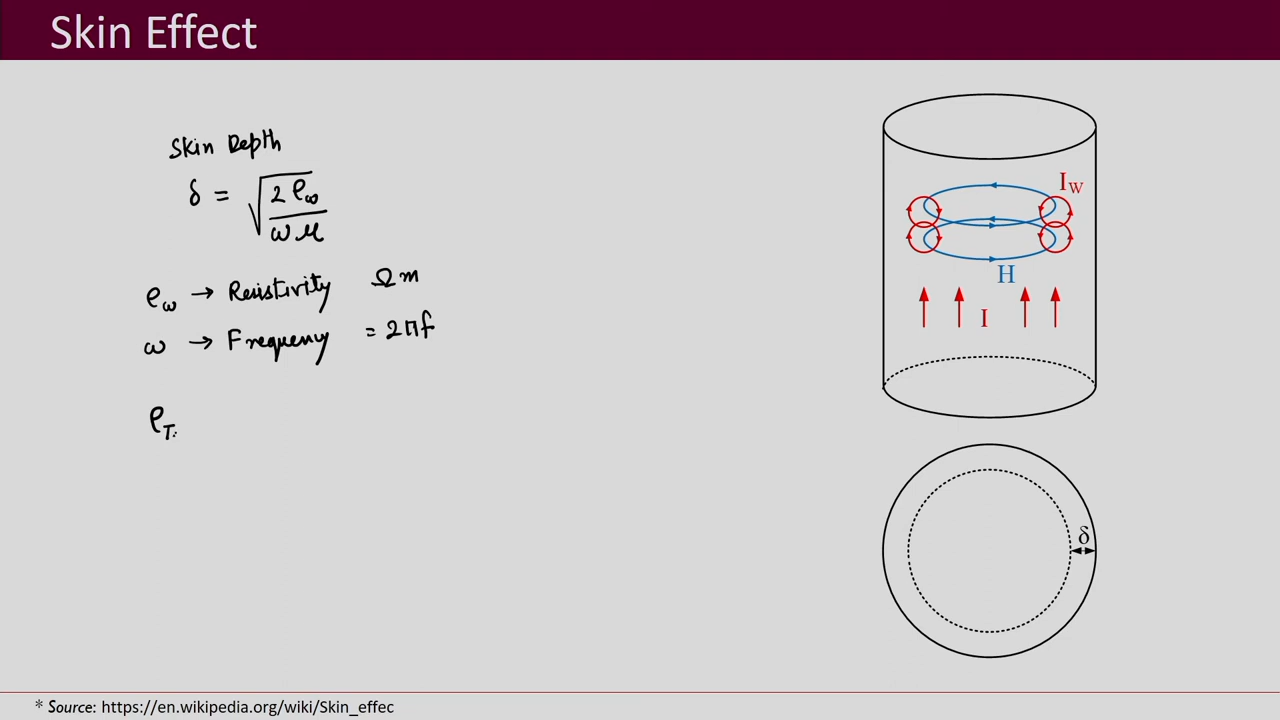 Skin Effect
Skin Depth
δ = √(2ρω / ωμ)
ρω → Resistivity Ωm
ω → Frequency = 2πf
ρT
IW
H
I
δ
* Source: https://en.wikipedia.org/wiki/Skin_effec